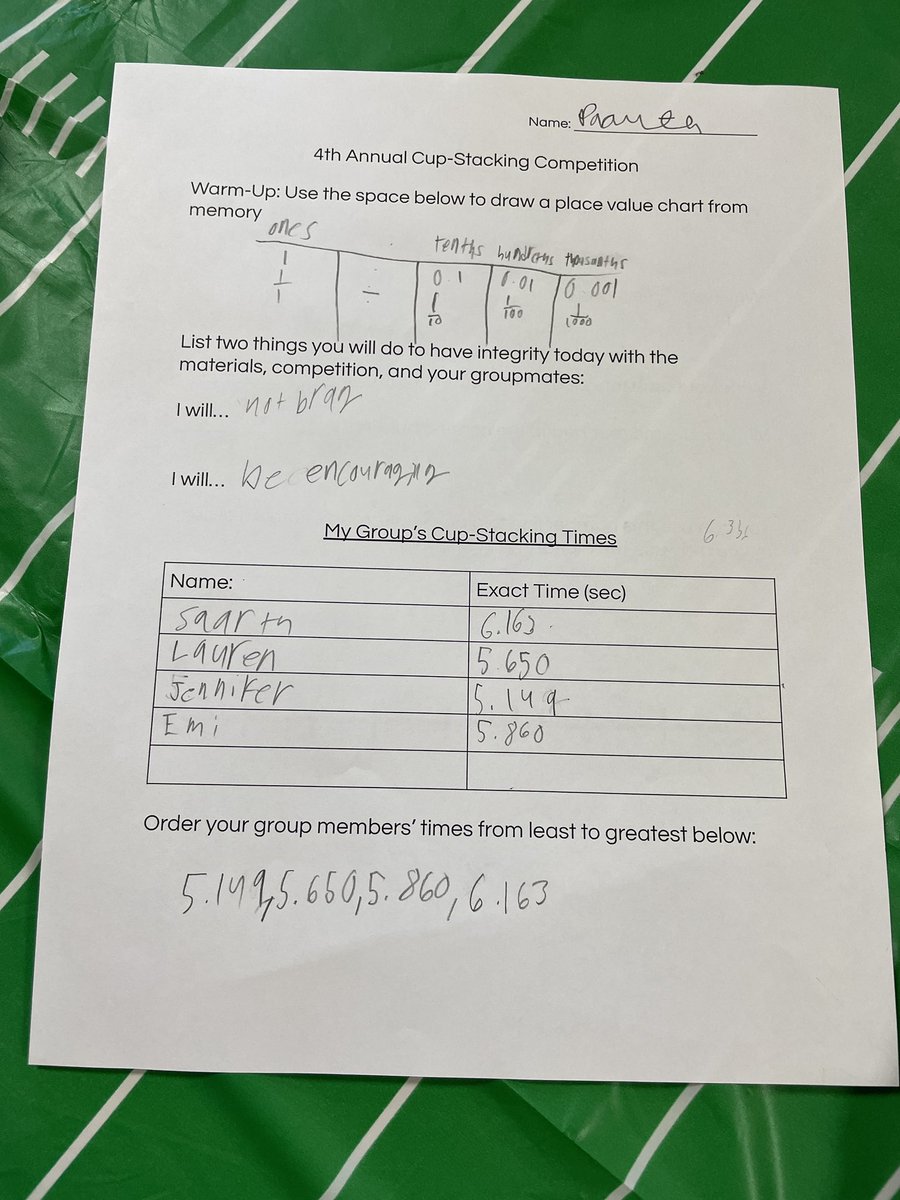 Name:
4th Annual Cup-Stacking Competition
Warm-Up: Use the space below to draw a place value chart from
memory
ones tenths
1 0.1 0.01 0.001
1/1 1/10 1/100 1/1000
List two things you will do to have integrity today with the
materials, competition, and your groupmates:
I will... not brag
I will... be encouraging
My Group's Cup-Stacking Times
Name: Exact Time (sec)
Saarth 6.163
Lauren 5.650
Jennifer 5.149
Emi 5.860
Order your group members' times from least to greatest below:
5.149, 5.650, 5.860, 6.163